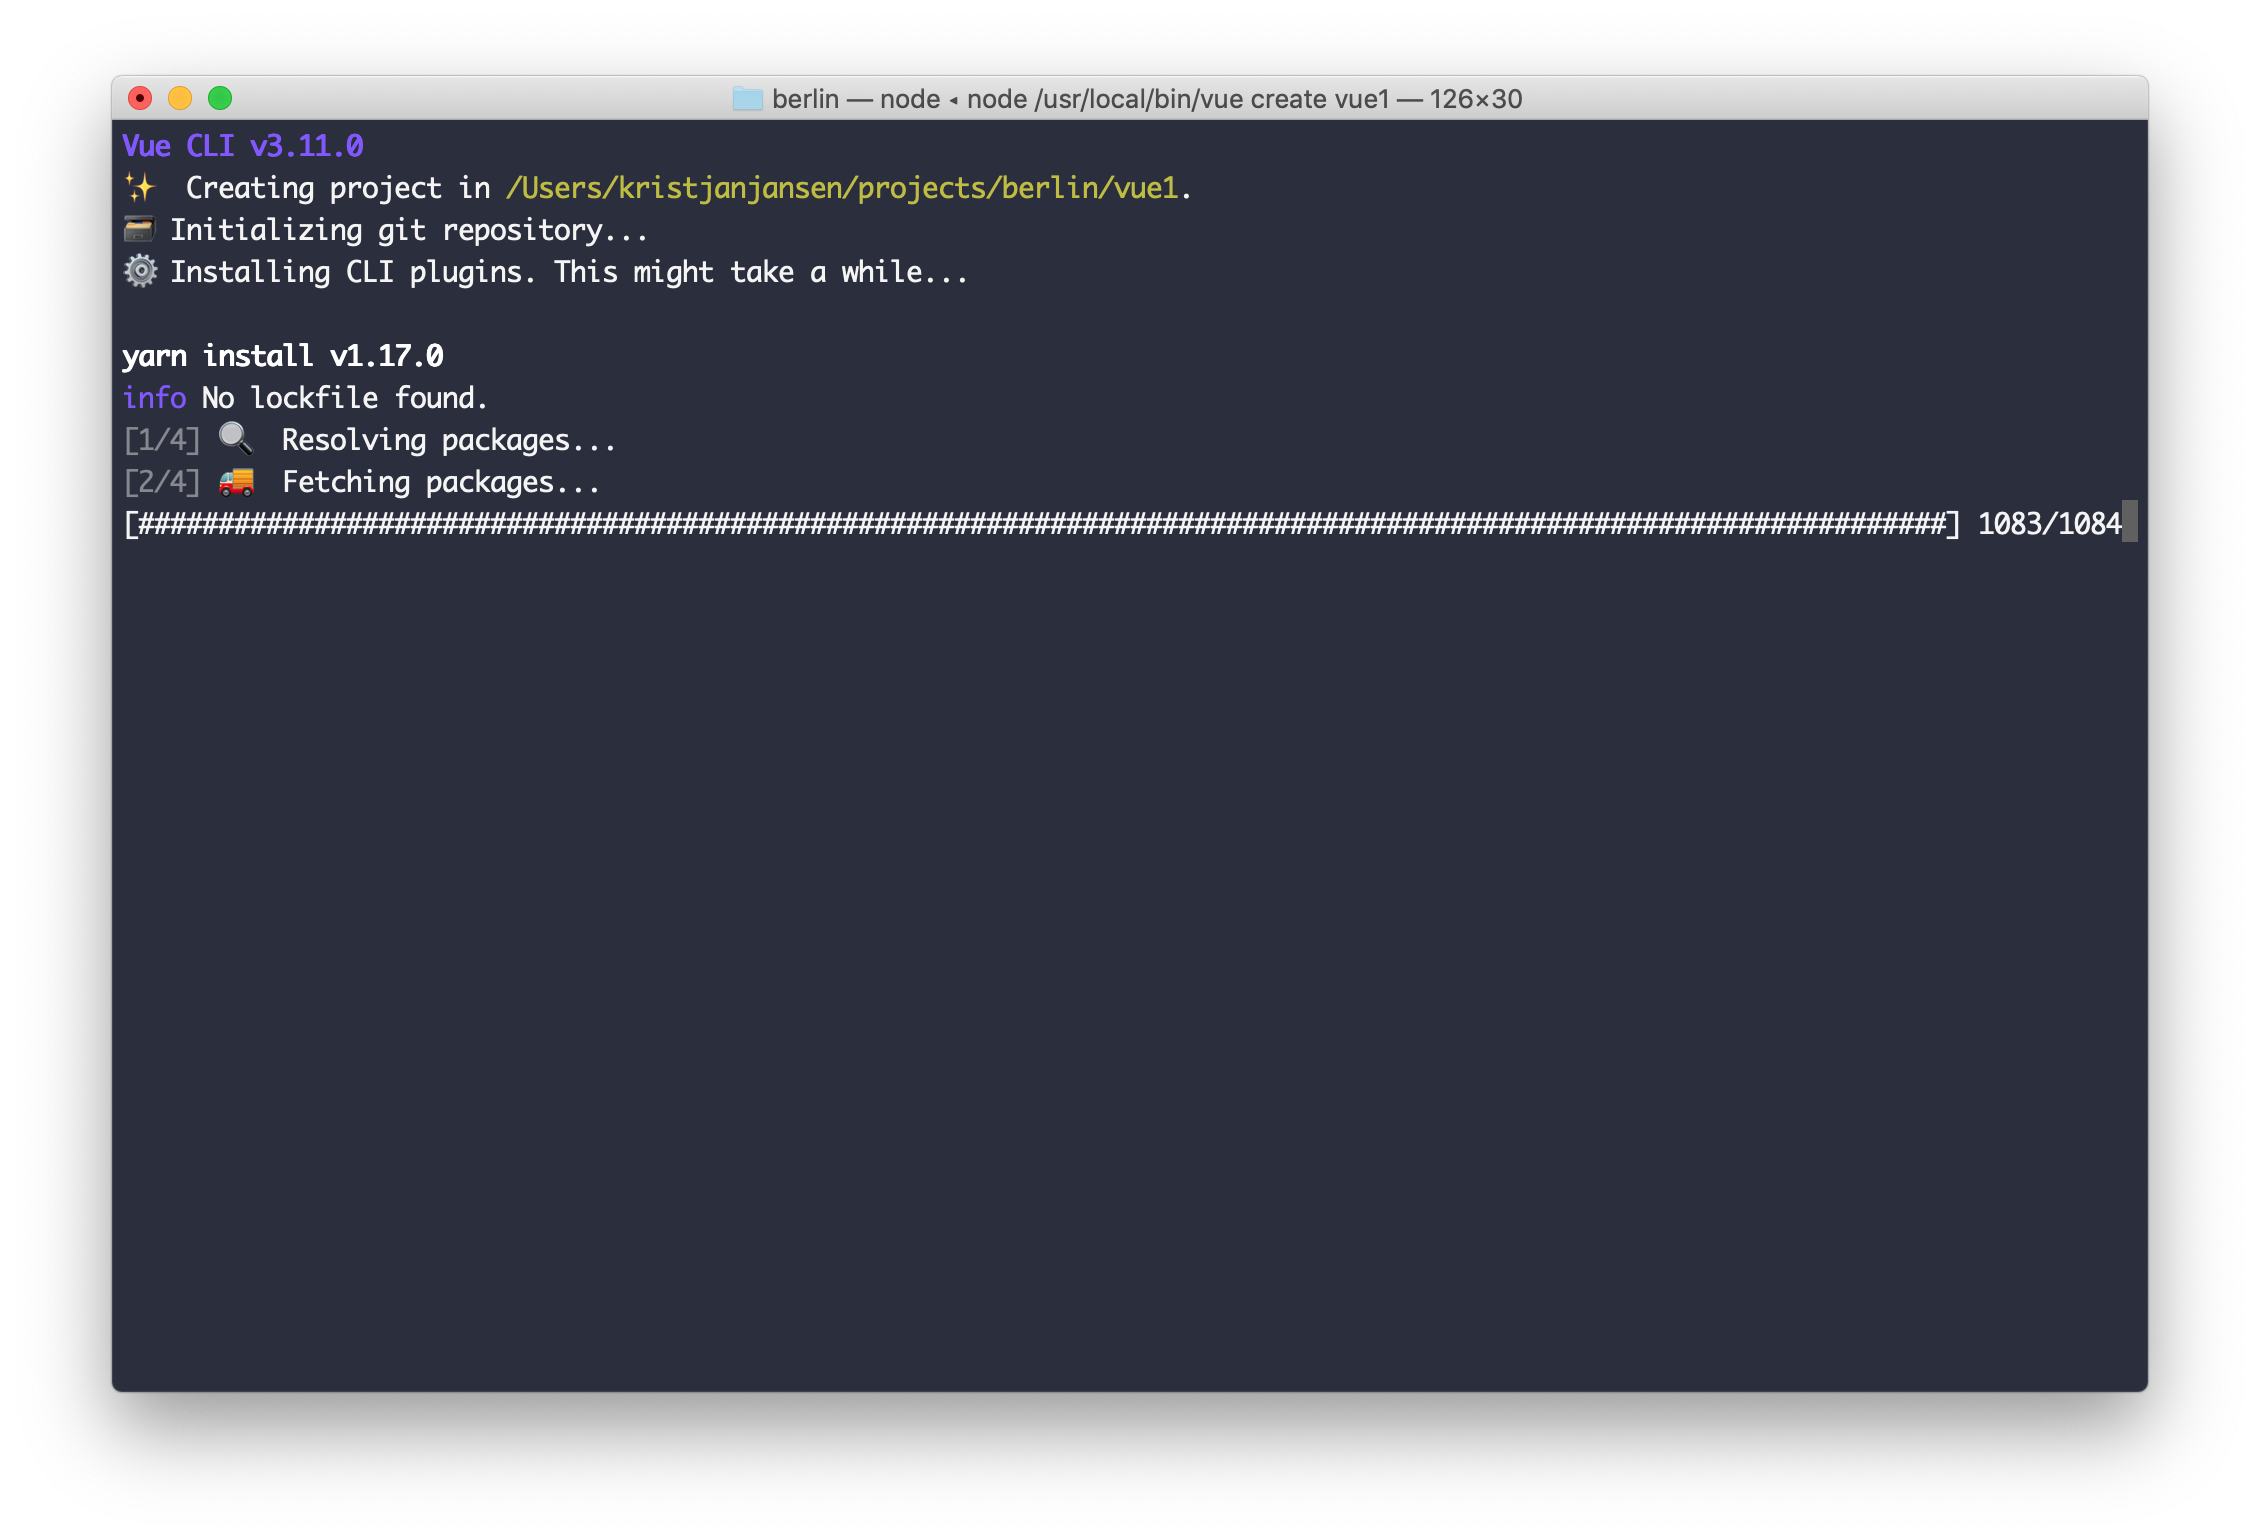 berlin — node ◂ node /usr/local/bin/vue create vue1 — 126×30
Vue CLI v3.11.0
✨ Creating project in /Users/kristjanjansen/projects/berlin/vue1.
🗃 Initializing git repository...
⚙ Installing CLI plugins. This might take a while...
yarn install v1.17.0
info No lockfile found.
[1/4] 🔍 Resolving packages...
[2/4] 🚚 Fetching packages...
[#################################################################################################################] 1083/1084